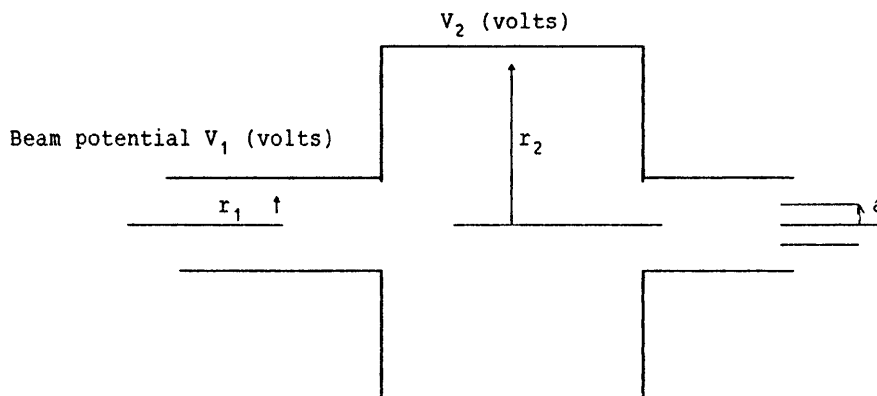 V₂ (volts)
Beam potential V₁ (volts)
r₂
r₁
a